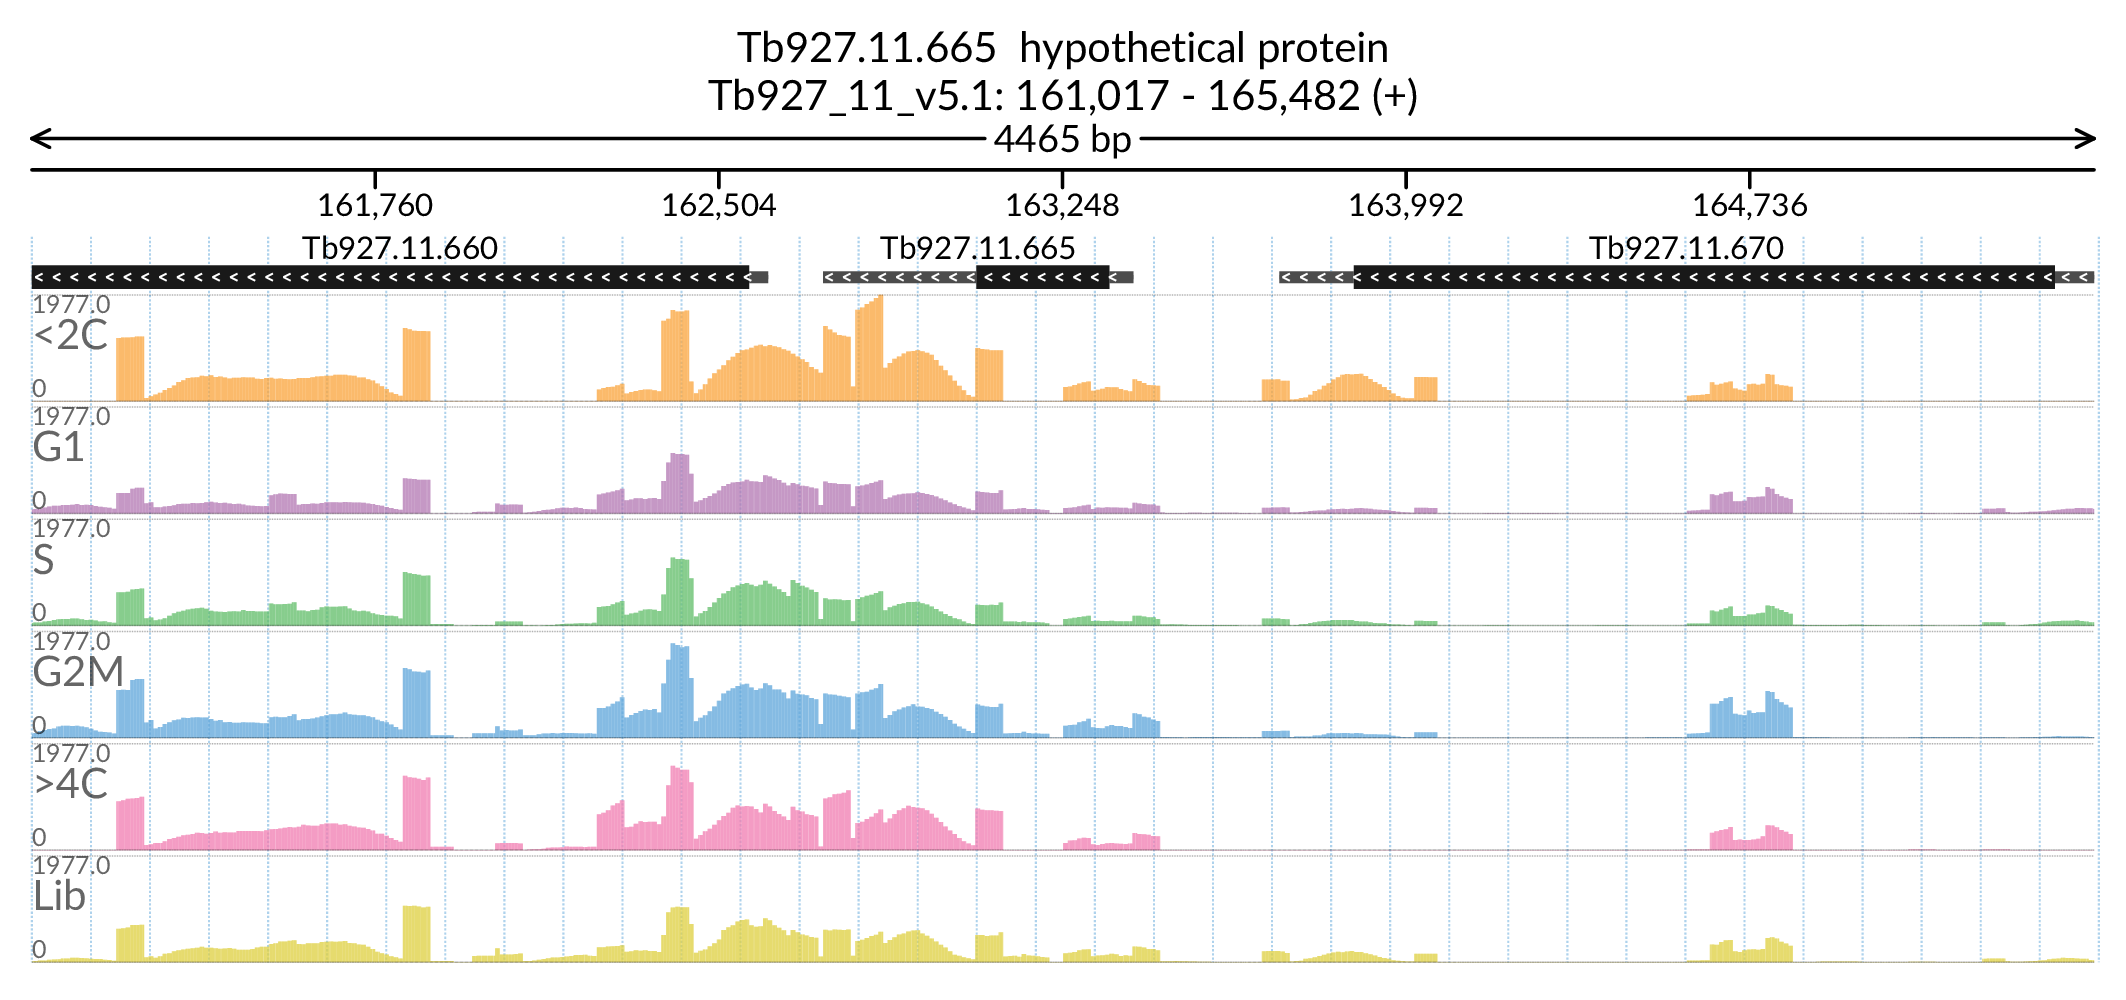 Tb927.11.665  hypothetical protein
Tb927_11_v5.1: 161,017 - 165,482 (+)
4465 bp
161,760 162,504 163,248 163,992 164,736
Tb927.11.660 Tb927.11.665 Tb927.11.670
1977.0
<2C
0
1977.0
G1
0
1977.0
S
0
1977.0
G2M
0
1977.0
>4C
0
1977.0
Lib
0